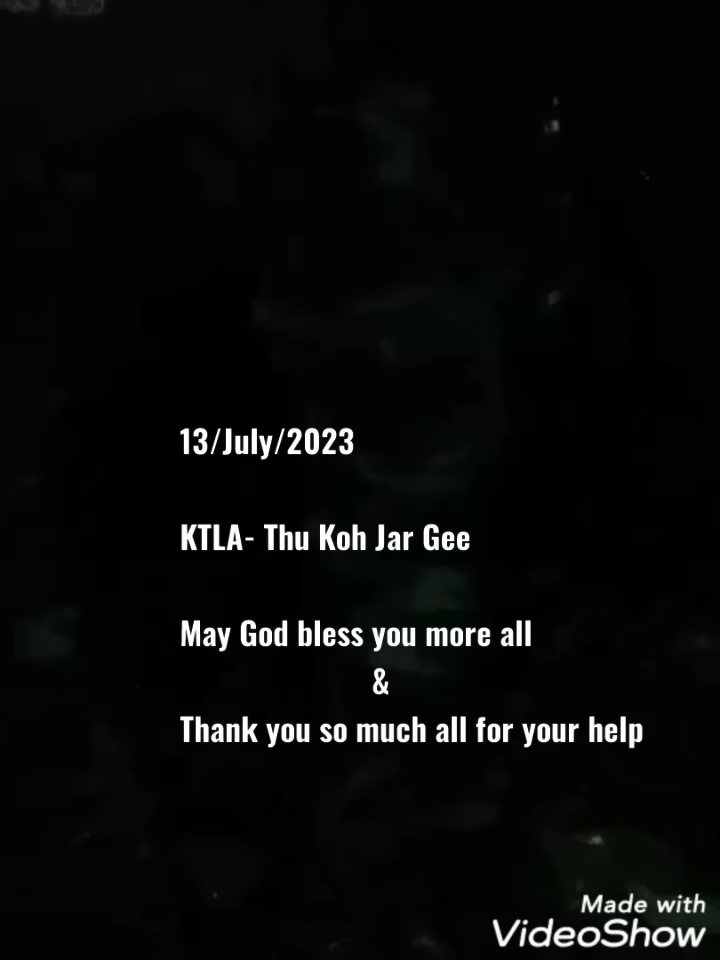 13/July/2023
KTLA- Thu Koh Jar Gee
May God bless you more all
&
Thank you so much all for your help
Made with
VideoShow